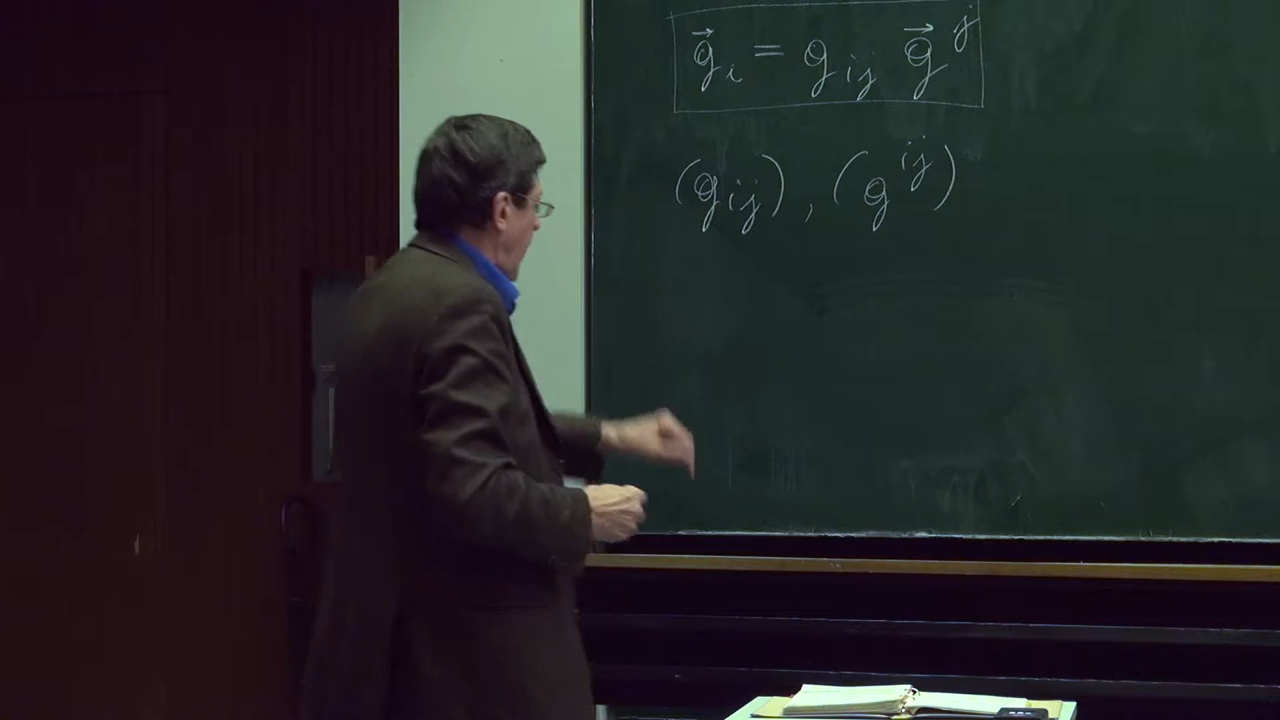 g⃗ᵢ = gᵢⱼ g⃗ʲ
(gᵢⱼ), (gⁱʲ)